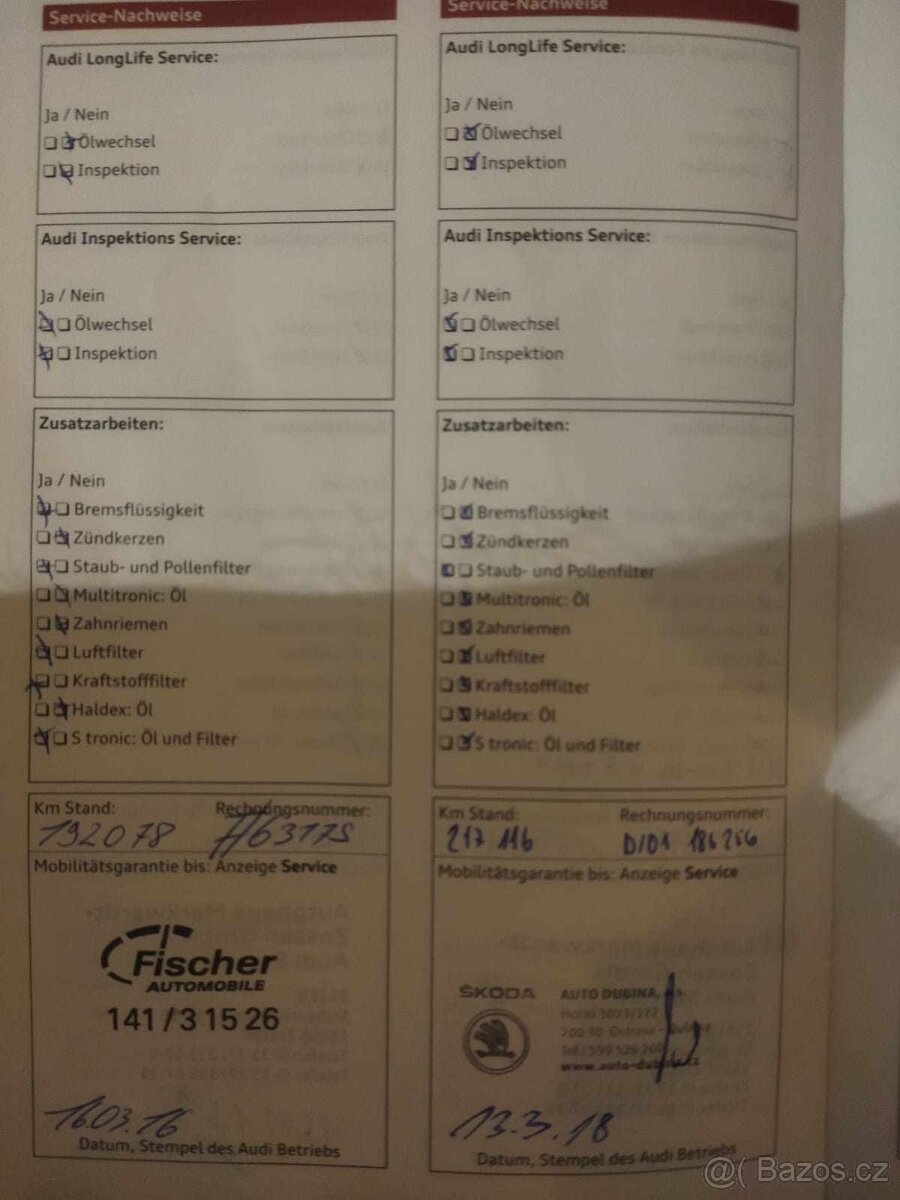 Service-Nachweise
Audi LongLife Service:
Ja / Nein
Ölwechsel
Inspektion
Audi Inspektions Service:
Ja / Nein
Ölwechsel
Inspektion
Zusatzarbeiten:
Ja / Nein
Bremsflüssigkeit
Zündkerzen
Staub- und Pollenfilter
Multitronic: Öl
Zahnriemen
Luftfilter
Kraftstofffilter
Haldex: Öl
S tronic: Öl und Filter
Km Stand: Rechnungsnummer:
192078
Mobilitätsgarantie bis: Anzeige Service
Fischer
AUTOMOBILE
141/3 15 26
16.03.16
Datum, Stempel des Audi Betriebs
Service-Nachweise
Audi LongLife Service:
Ja / Nein
Ölwechsel
Inspektion
Audi Inspektions Service:
Ja / Nein
Ölwechsel
Inspektion
Zusatzarbeiten:
Ja / Nein
Bremsflüssigkeit
Zündkerzen
Staub- und Pollenfilter
Multitronic: Öl
Zahnriemen
Luftfilter
Kraftstofffilter
Haldex: Öl
S tronic: Öl und Filter
Km Stand: Rechnungsnummer:
217 116
Mobilitätsgarantie bis: Anzeige Service
ŠKODA
AUTO DUBINA,
700 30 Ostrava -
13.3.18
Datum, Stempel des Audi Betriebs
@( Bazos.cz